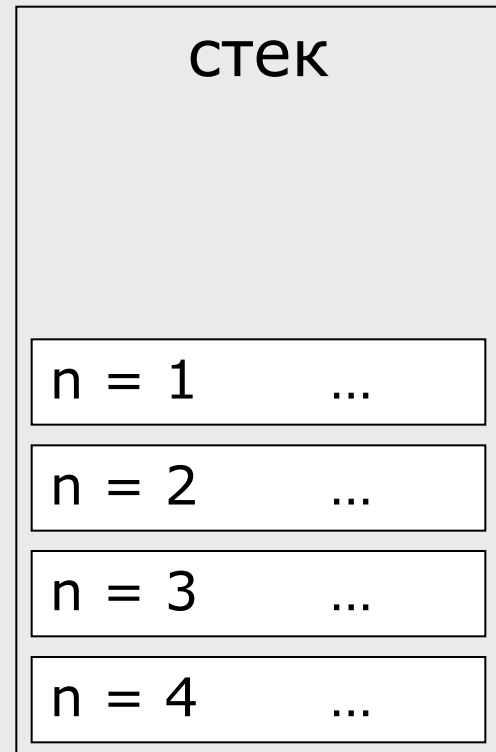 стек
n = 1 ...
n = 2 ...
n = 3 ...
n = 4 ...